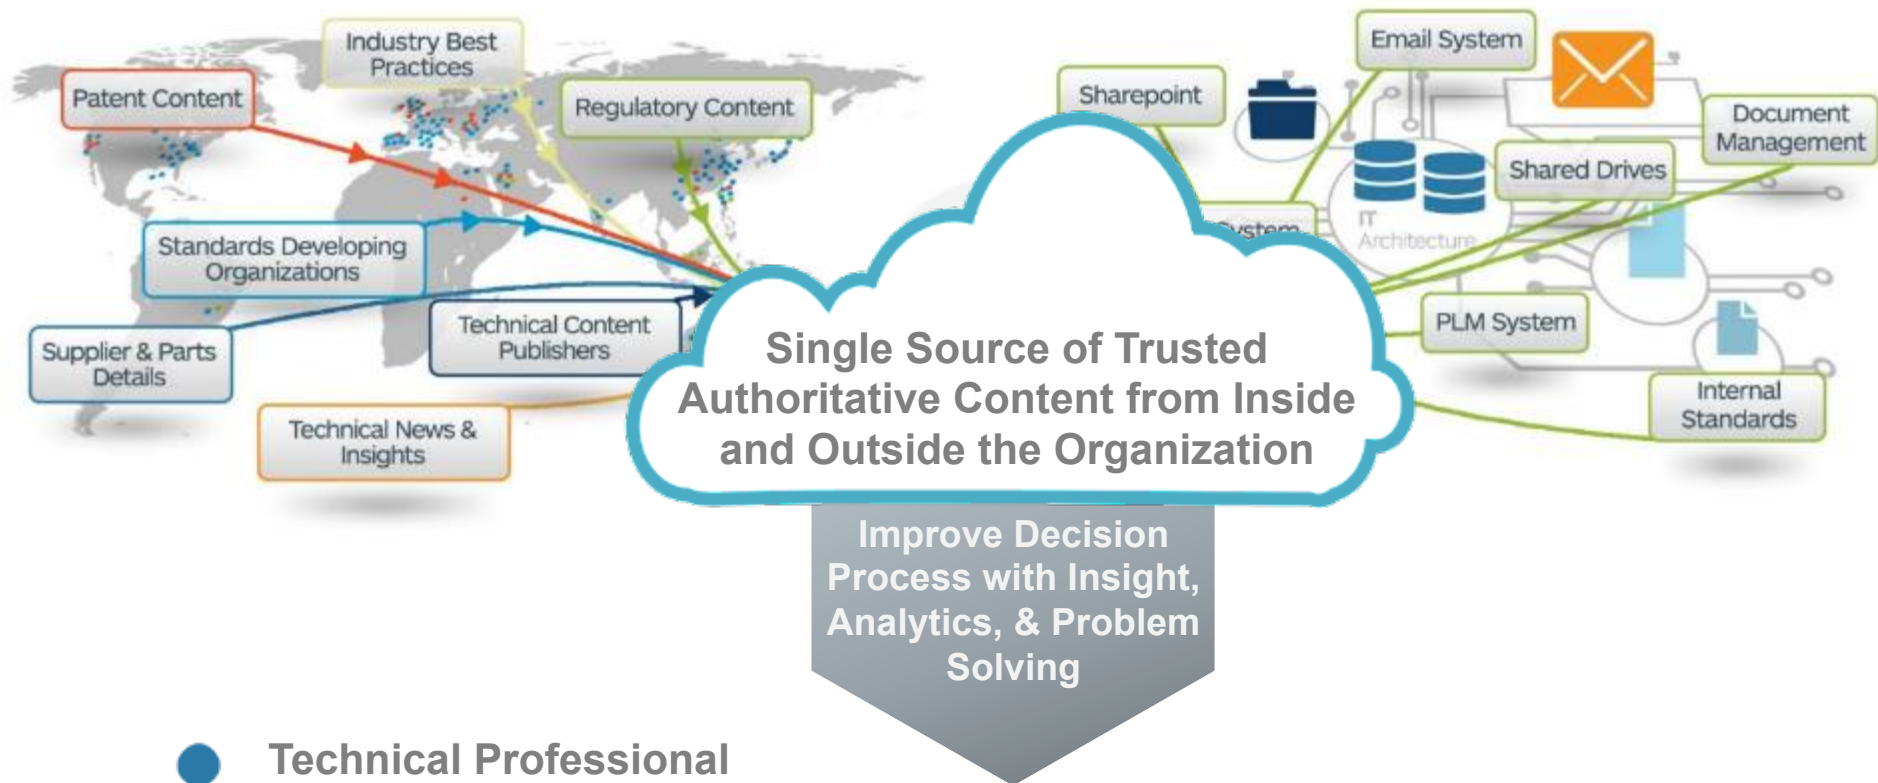 Industry Best
Practices
Patent Content
Regulatory Content
Standards Developing
Organizations
Technical Content
Publishers
Supplier & Parts
Details
Technical News &
Insights
Email System
Sharepoint
Document
Management
Shared Drives
System
IT
Architecture
PLM System
Internal
Standards
Single Source of Trusted
Authoritative Content from Inside
and Outside the Organization
Improve Decision
Process with Insight,
Analytics, & Problem
Solving
Technical Professional